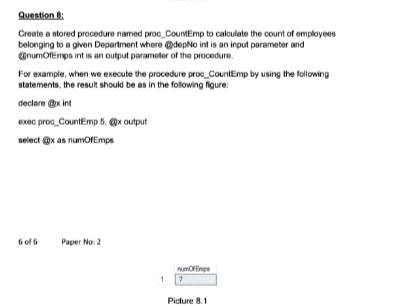 Question 8:
Create a stored procedure named proc_CountEmp to calculate the count of employees
belonging to a given Department where @depNo int is an input parameter and
@numOfEmps int is an output parameter of the procedure.
For example, when we execute the procedure proc_CountEmp by using the following
statements, the result should be as in the following figure:
declare @x int
exec proc_CountEmp 5, @x output
select @x as numOfEmps
6 of 6 Paper No: 2
numOfEmps
1 7
Picture 8.1